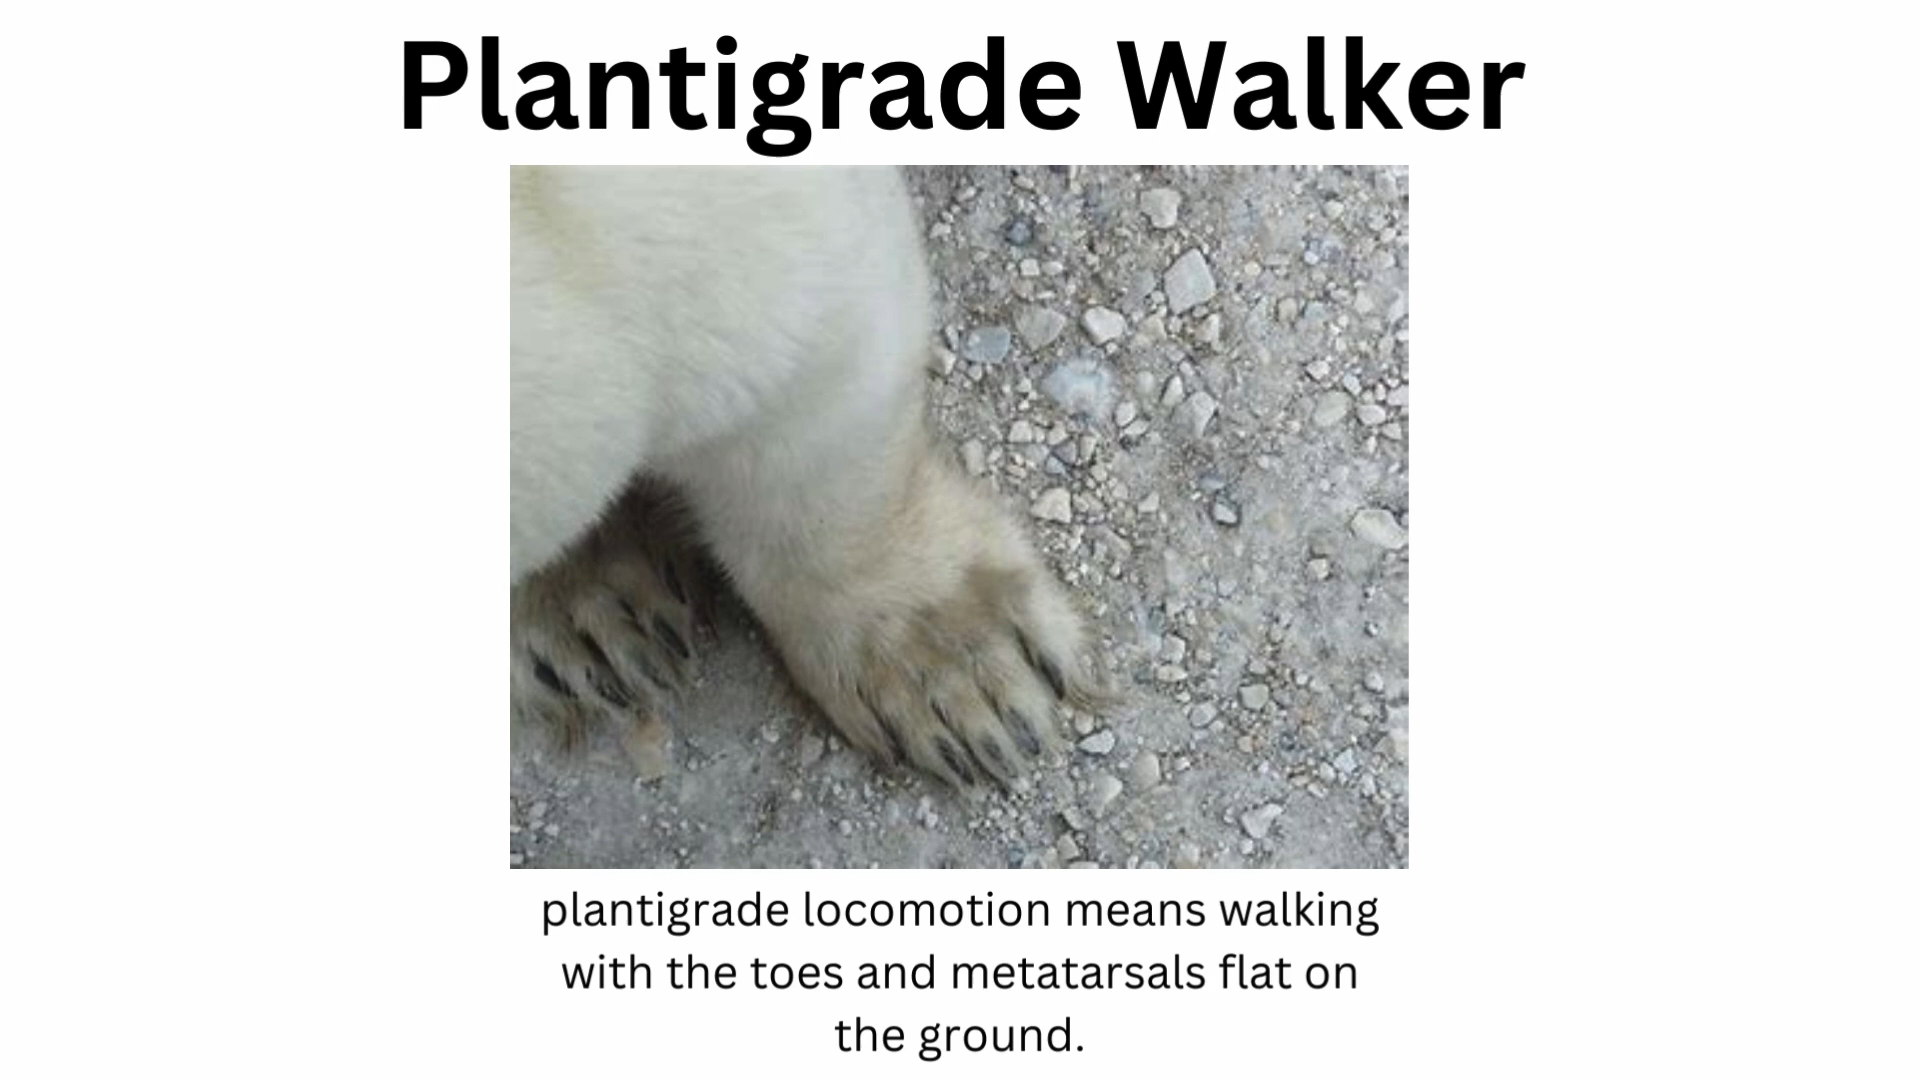 Plantigrade Walker
plantigrade locomotion means walking
with the toes and metatarsals flat on
the ground.